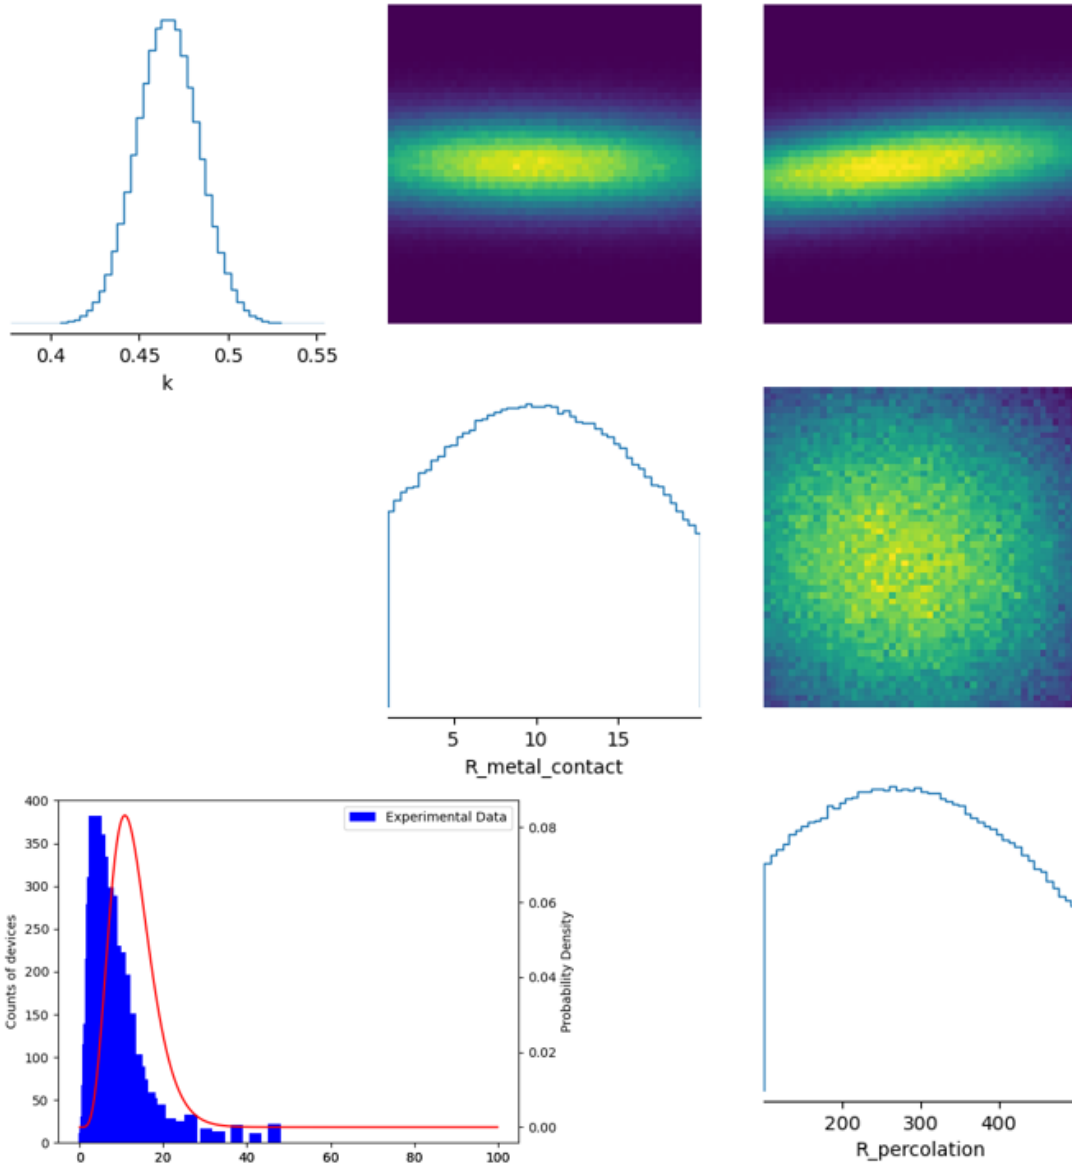 0.4 0.45 0.5 0.55
k
5 10 15
R_metal_contact
400
350
300
250
200
150
100
50
0
Counts of devices
Experimental Data
0.08
0.06
0.04
0.02
0.00
Probability Density
0 20 40 60 80 100
200 300 400
R_percolation